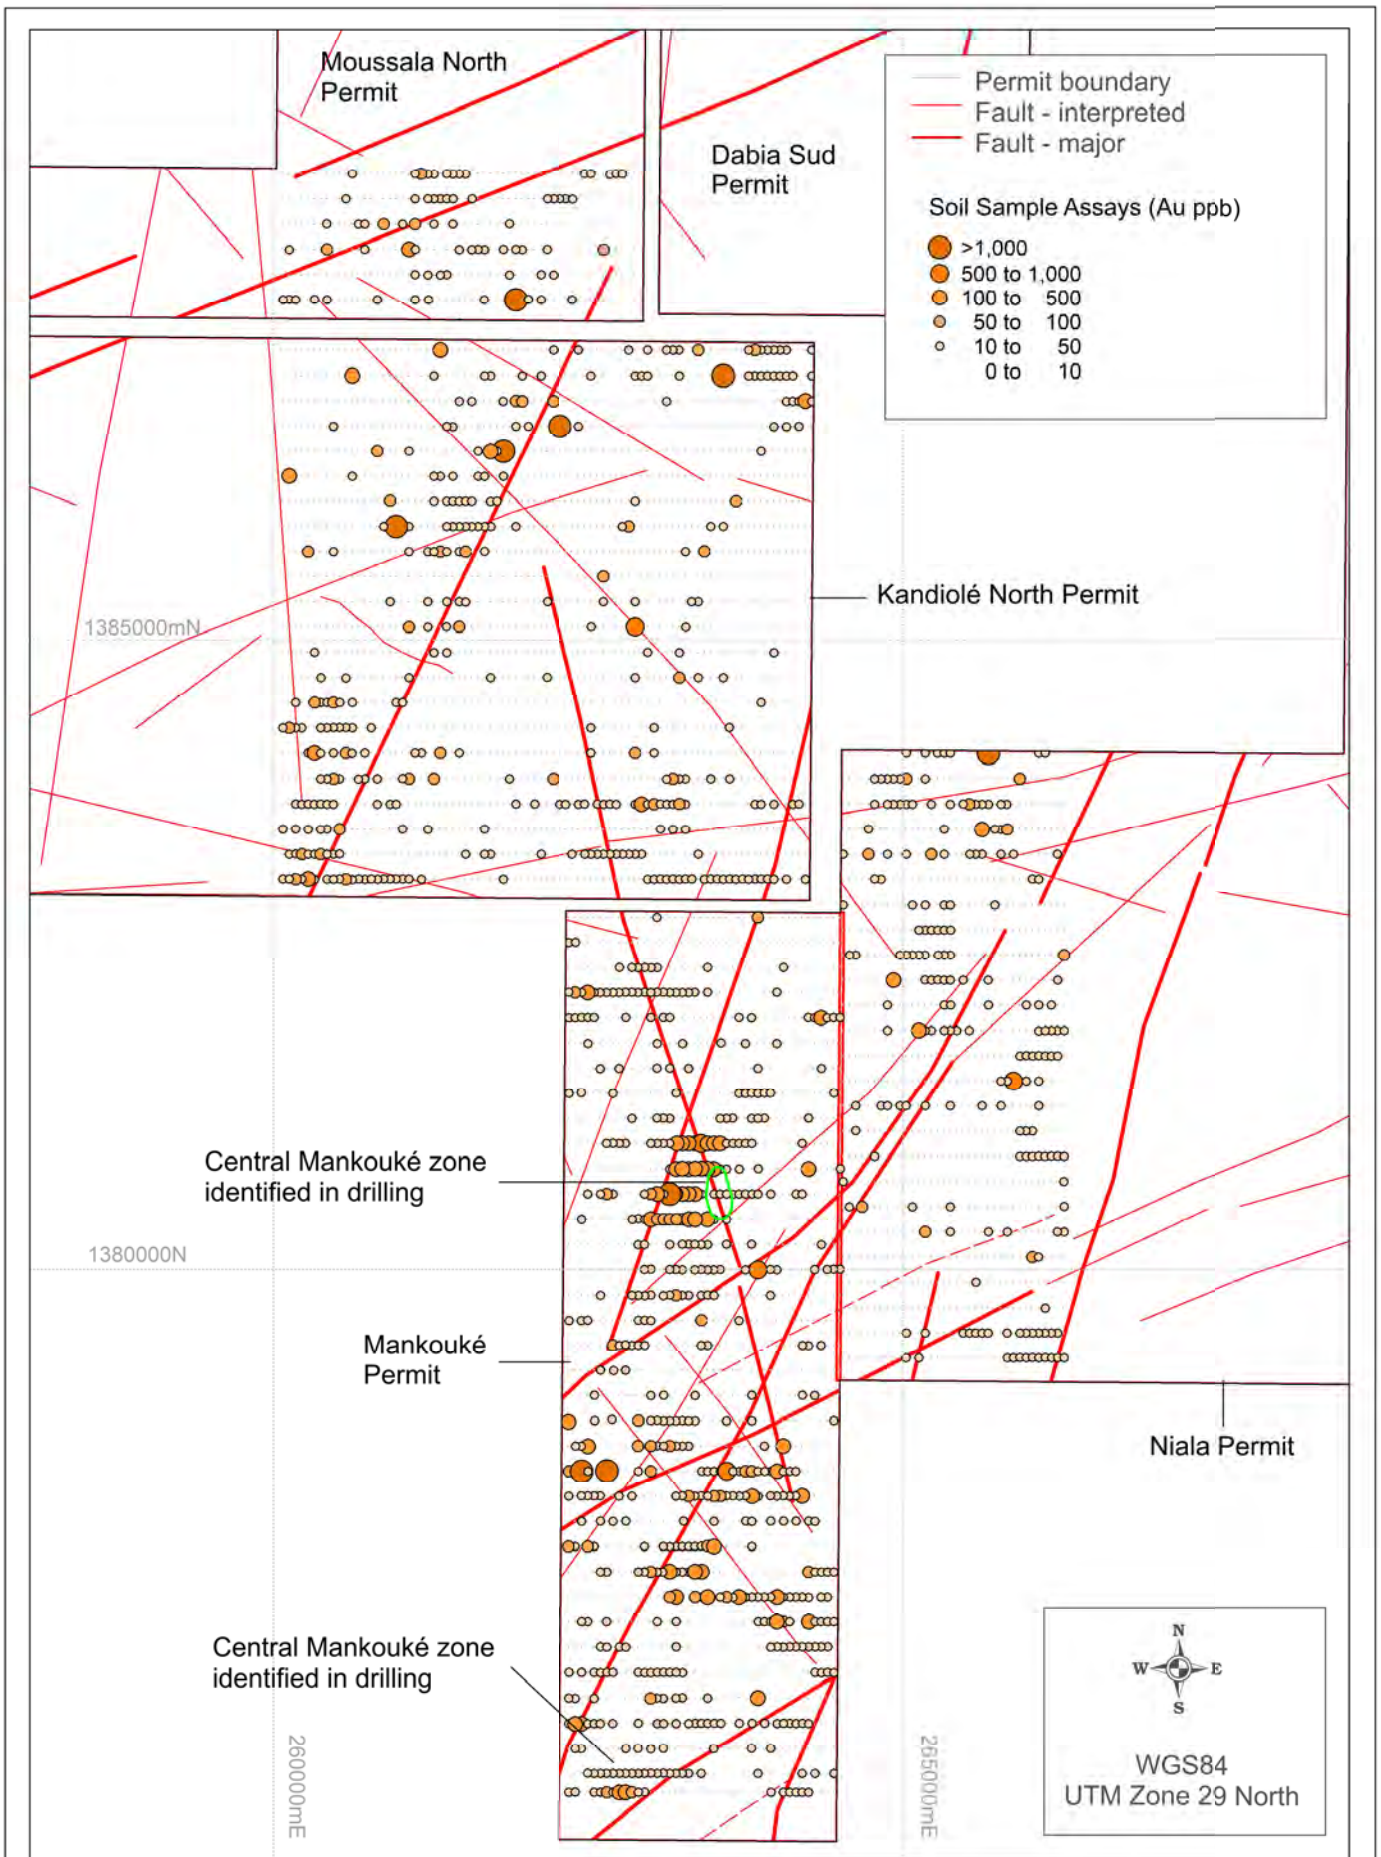 Moussala North
Permit
Dabia Sud
Permit
Permit boundary
Fault - interpreted
Fault - major
Soil Sample Assays (Au ppb)
>1,000
500 to 1,000
100 to 500
50 to 100
10 to 50
0 to 10
Kandiolé North Permit
1385000mN
Central Mankouké zone
identified in drilling
1380000N
Mankouké
Permit
Niala Permit
Central Mankouké zone
identified in drilling
260000mE
265000mE
N
W E
S
WGS84
UTM Zone 29 North